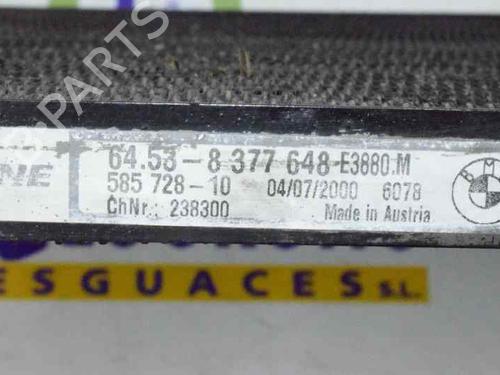 B-PARTS
64.53-8 377 648-E3880.M
585 728-10 04/07/2000 6078
ChNr.: 238300 Made in Austria
BMW
ESGUACES S.L.